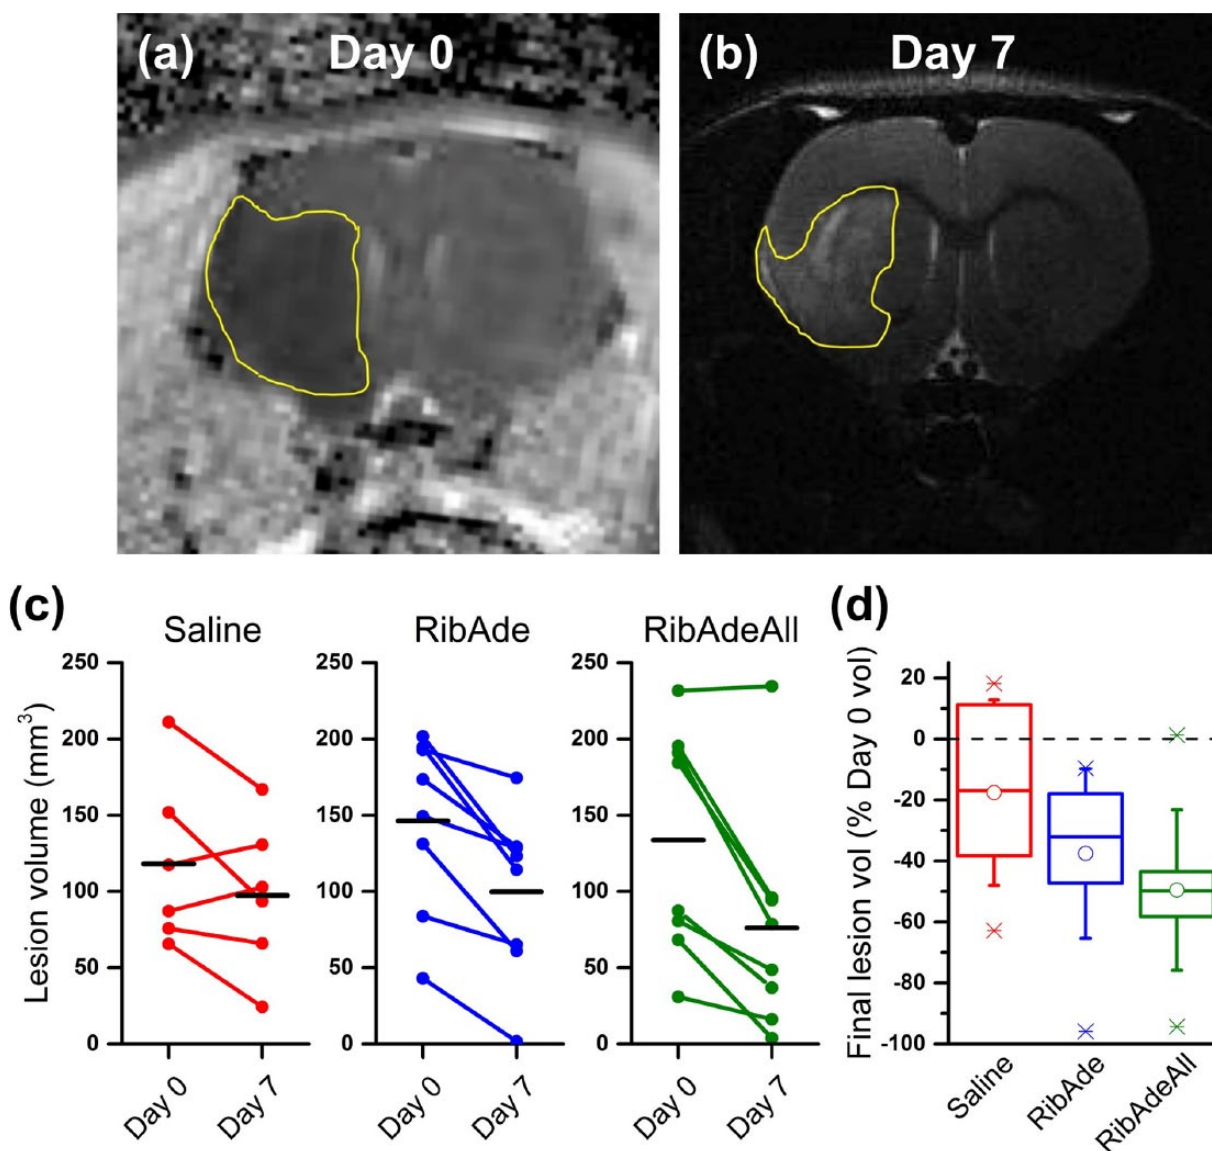 (a) Day 0
(b) Day 7
(c)
Saline
RibAde
RibAdeAll
Lesion volume (mm³)
250
200
150
100
50
0
Day 0
Day 7
250
200
150
100
50
0
Day 0
Day 7
250
200
150
100
50
0
Day 0
Day 7
(d)
Final lesion vol (% Day 0 vol)
20
0
-20
-40
-60
-80
-100
Saline
RibAde
RibAdeAll